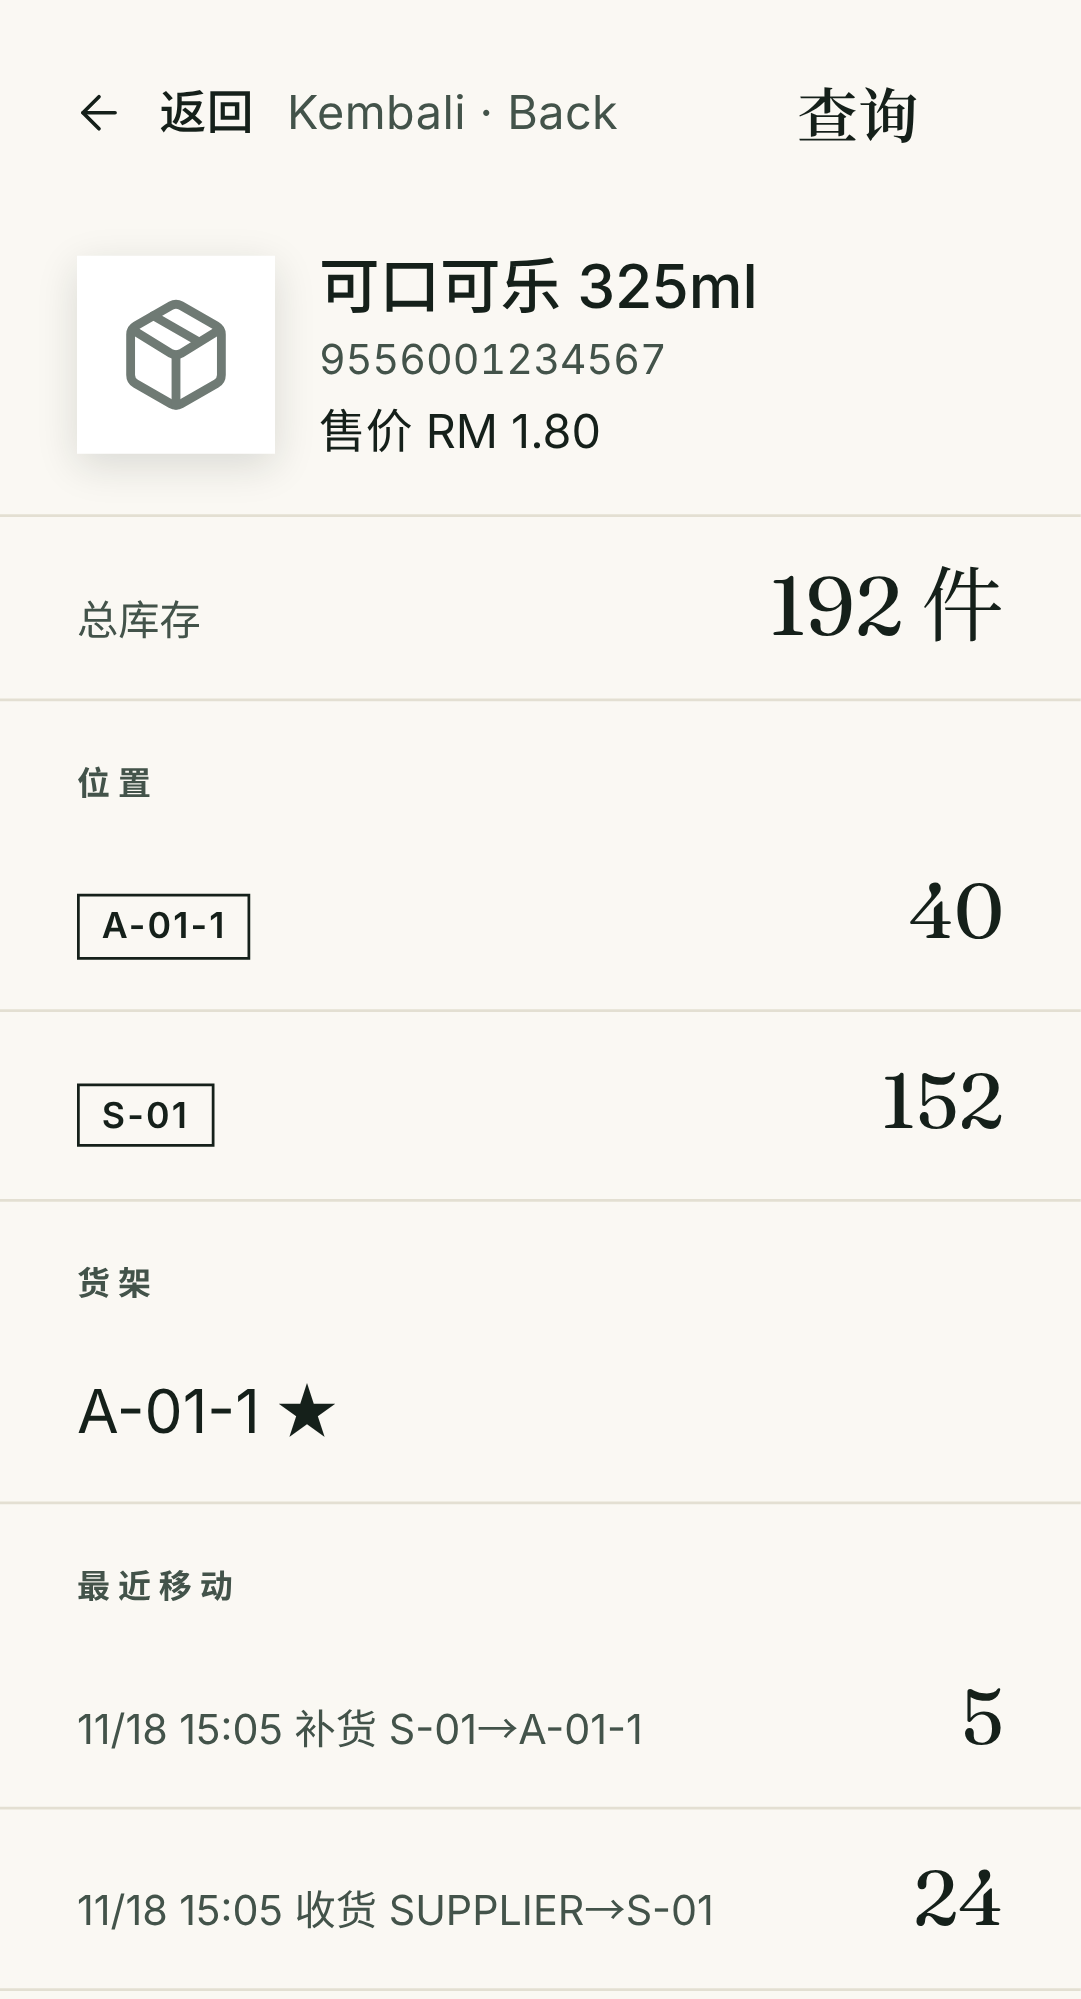 ← 返回 Kembali · Back 查询
可口可乐 325ml
9556001234567
售价 RM 1.80
总库存 192 件
位置
A-01-1 40
S-01 152
货架
A-01-1 ★
最近移动
11/18 15:05 补货 S-01→A-01-1 5
11/18 15:05 收货 SUPPLIER→S-01 24